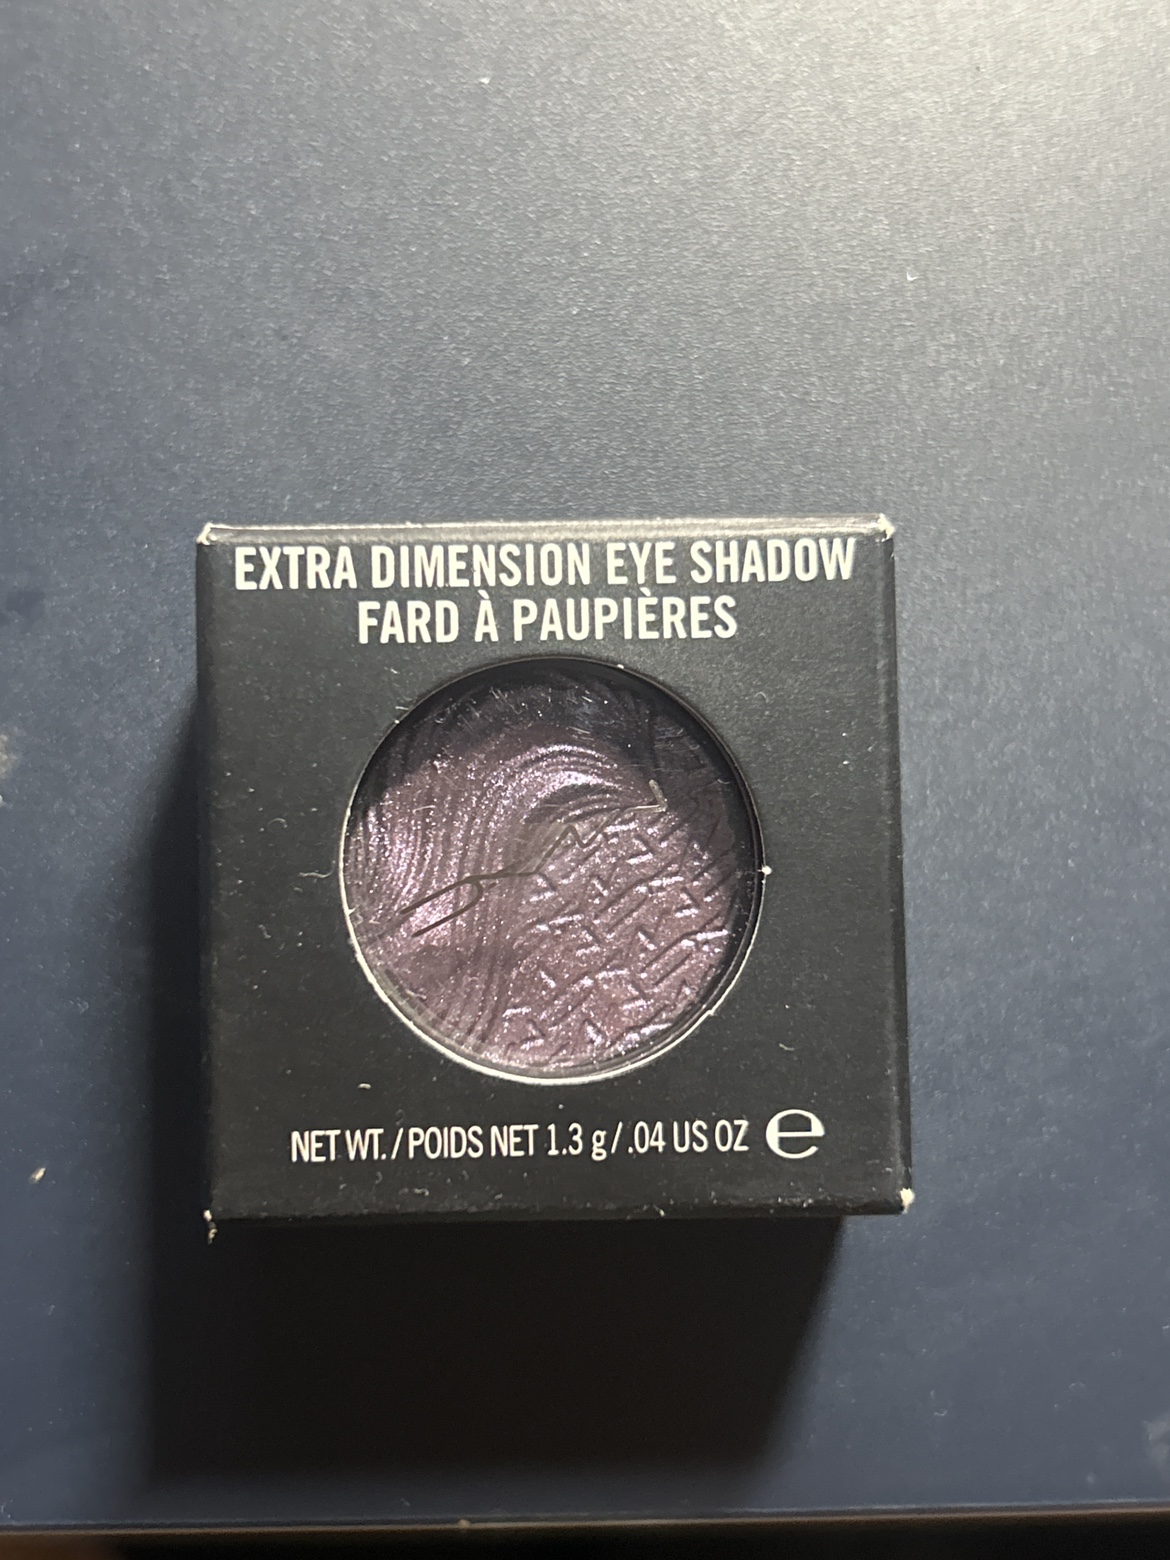 EXTRA DIMENSION EYE SHADOW
FARD À PAUPIÈRES
NET WT. / POIDS NET 1.3 g / .04 US OZ ℮